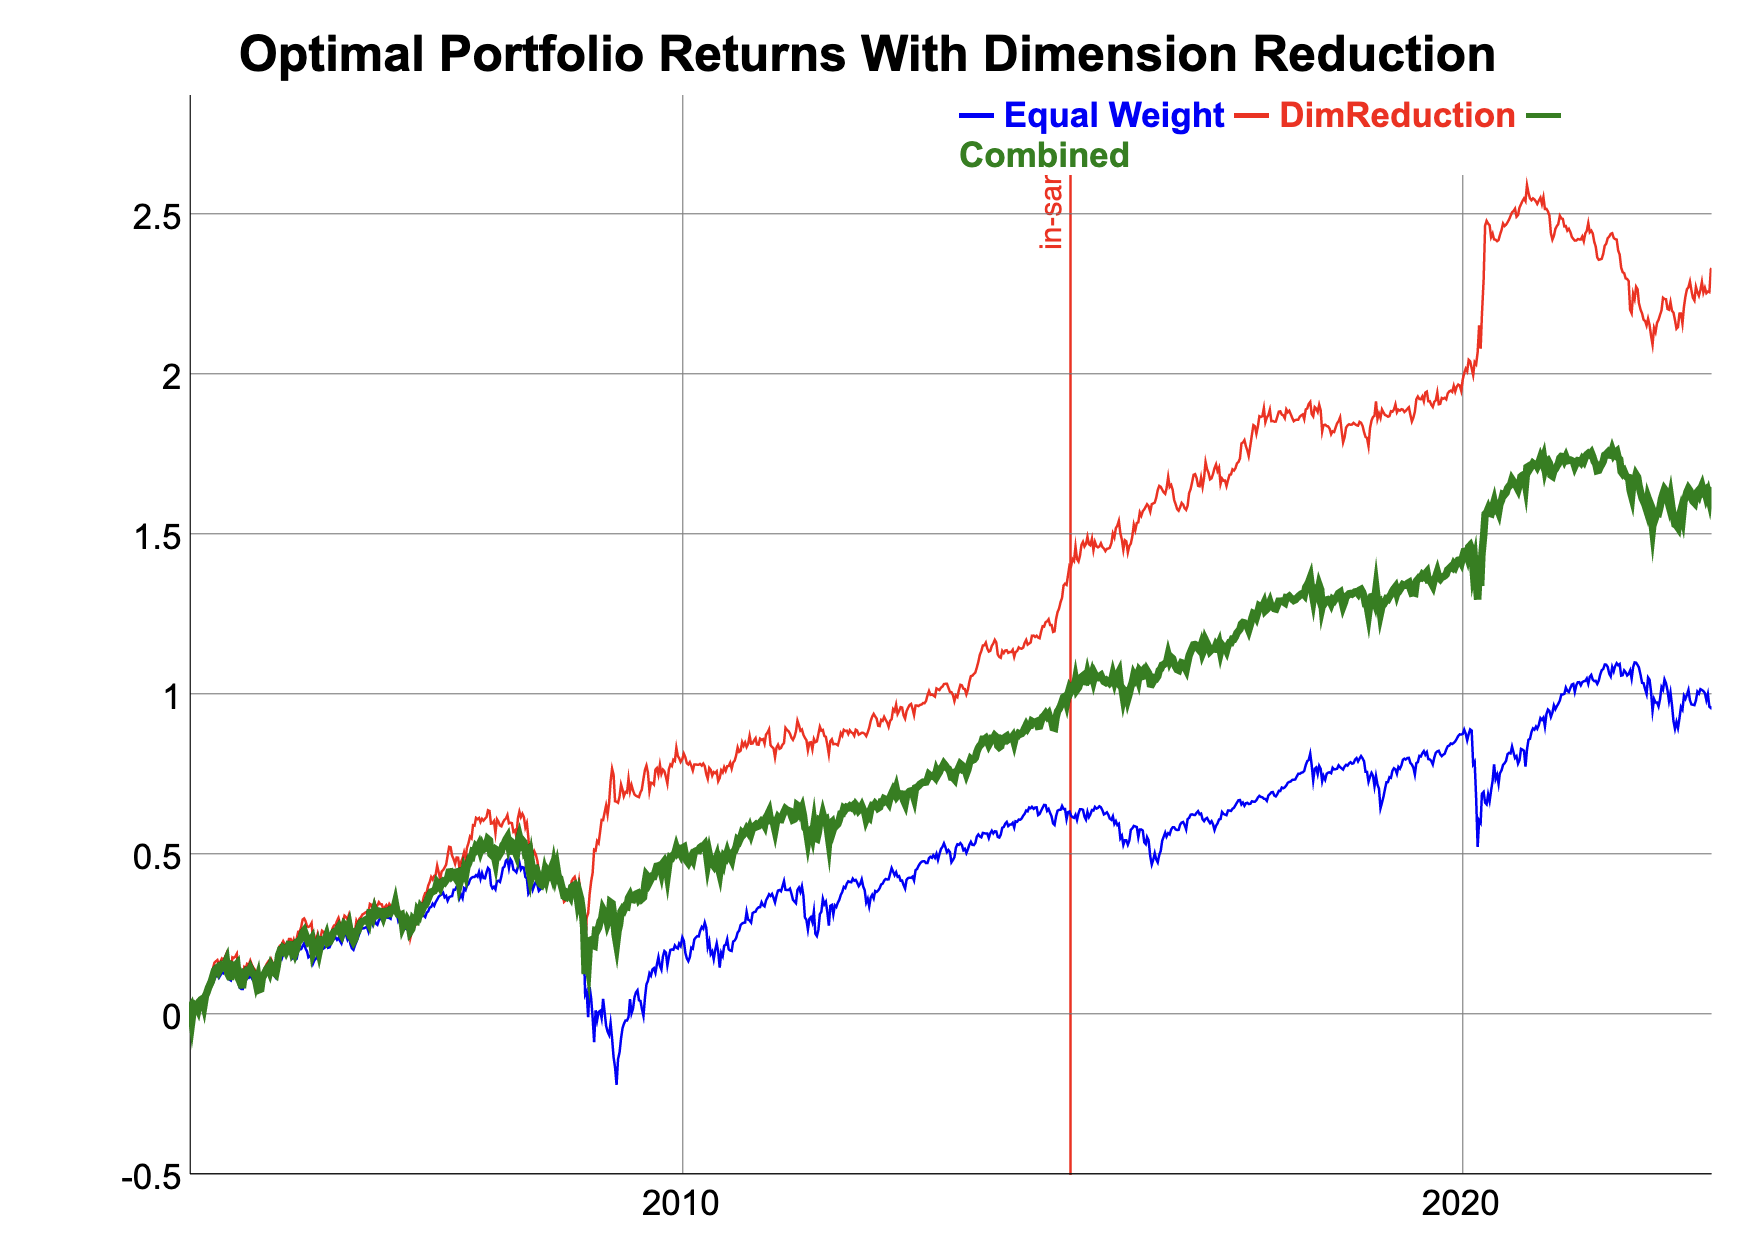 Optimal Portfolio Returns With Dimension Reduction
Equal Weight DimReduction
Combined
in-sar
2.5
2
1.5
1
0.5
0
-0.5
2010 2020